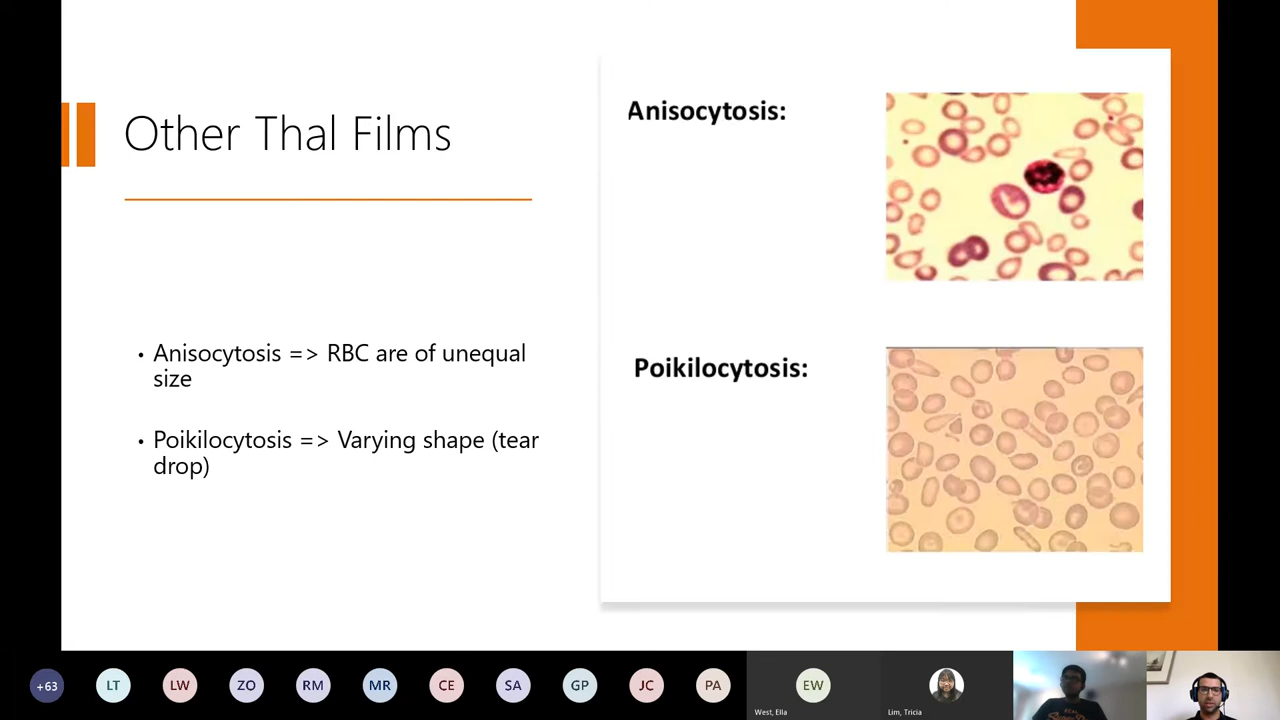 Other Thal Films
• Anisocytosis => RBC are of unequal
size
• Poikilocytosis => Varying shape (tear
drop)
Anisocytosis:
Poikilocytosis:
+63
LT
LW
ZO
RM
MR
CE
SA
GP
JC
PA
EW
West, Ella
Lim, Tricia